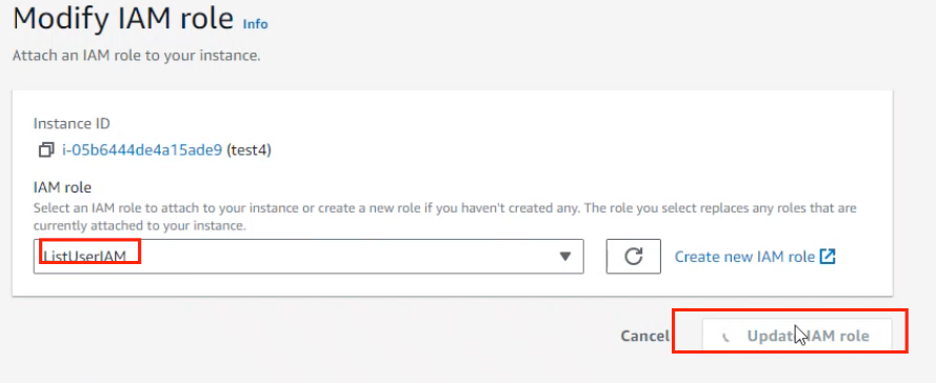 Modify IAM role Info
Attach an IAM role to your instance.
Instance ID
i-05b6444de4a15ade9 (test4)
IAM role
Select an IAM role to attach to your instance or create a new role if you haven't created any. The role you select replaces any roles that are
currently attached to your instance.
ListUserIAM
Create new IAM role
Cancel
Update IAM role